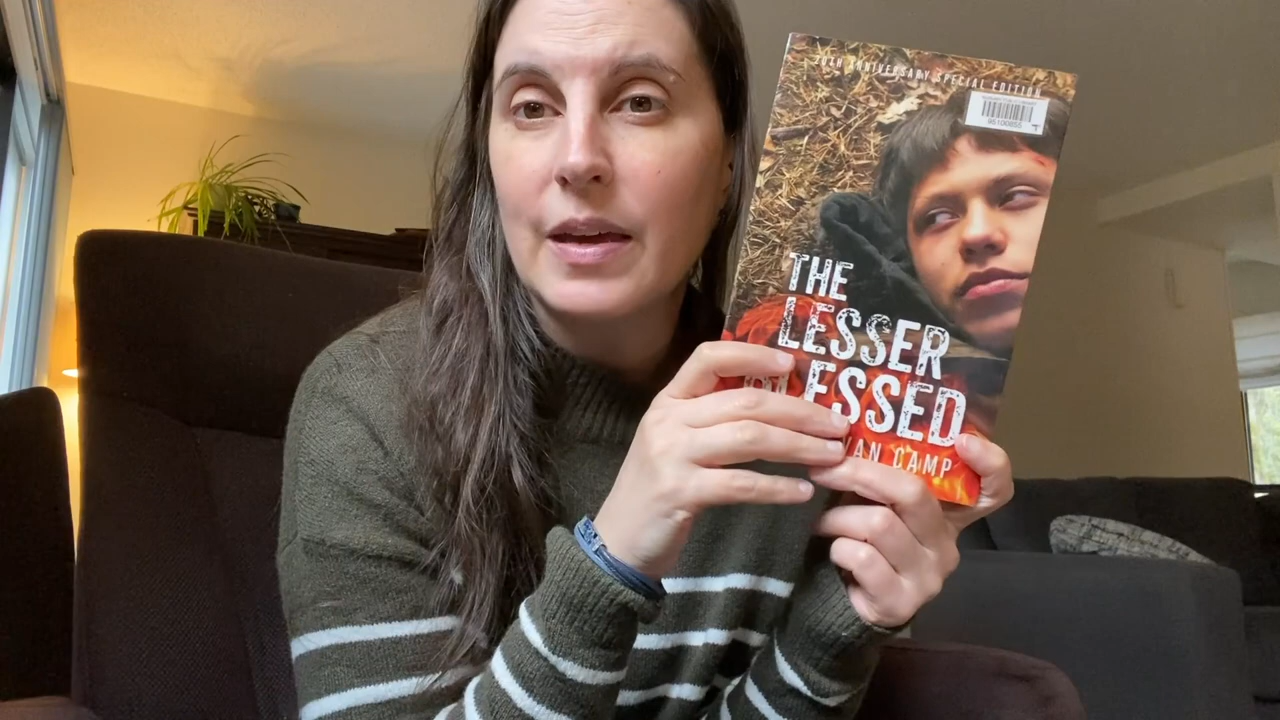 20TH ANNIVERSARY SPECIAL EDITION
THE
LESSER
ESSED
VAN CAMP